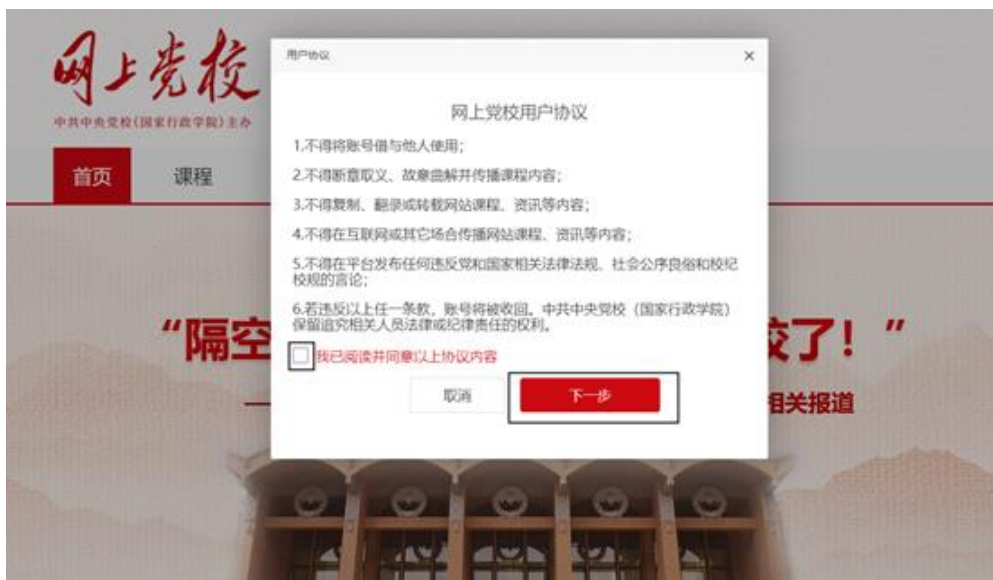 网上党校
中共中央党校(国家行政学院)主办
首页
课程
用户协议
×
网上党校用户协议
1.不得将账号借与他人使用;
2.不得断章取义、故意曲解并传播课程内容;
3.不得复制、翻录或转载网站课程、资讯等内容;
4.不得在互联网或其它场合传播网站课程、资讯等内容;
5.不得在平台发布任何违反党和国家相关法律法规、社会公序良俗和校纪
校规的言论;
6.若违反以上任一条款,账号将被收回。中共中央党校(国家行政学院)
保留追究相关人员法律或纪律责任的权利。
我已阅读并同意以上协议内容
取消
下一步
“隔空
校了!”
——
相关报道